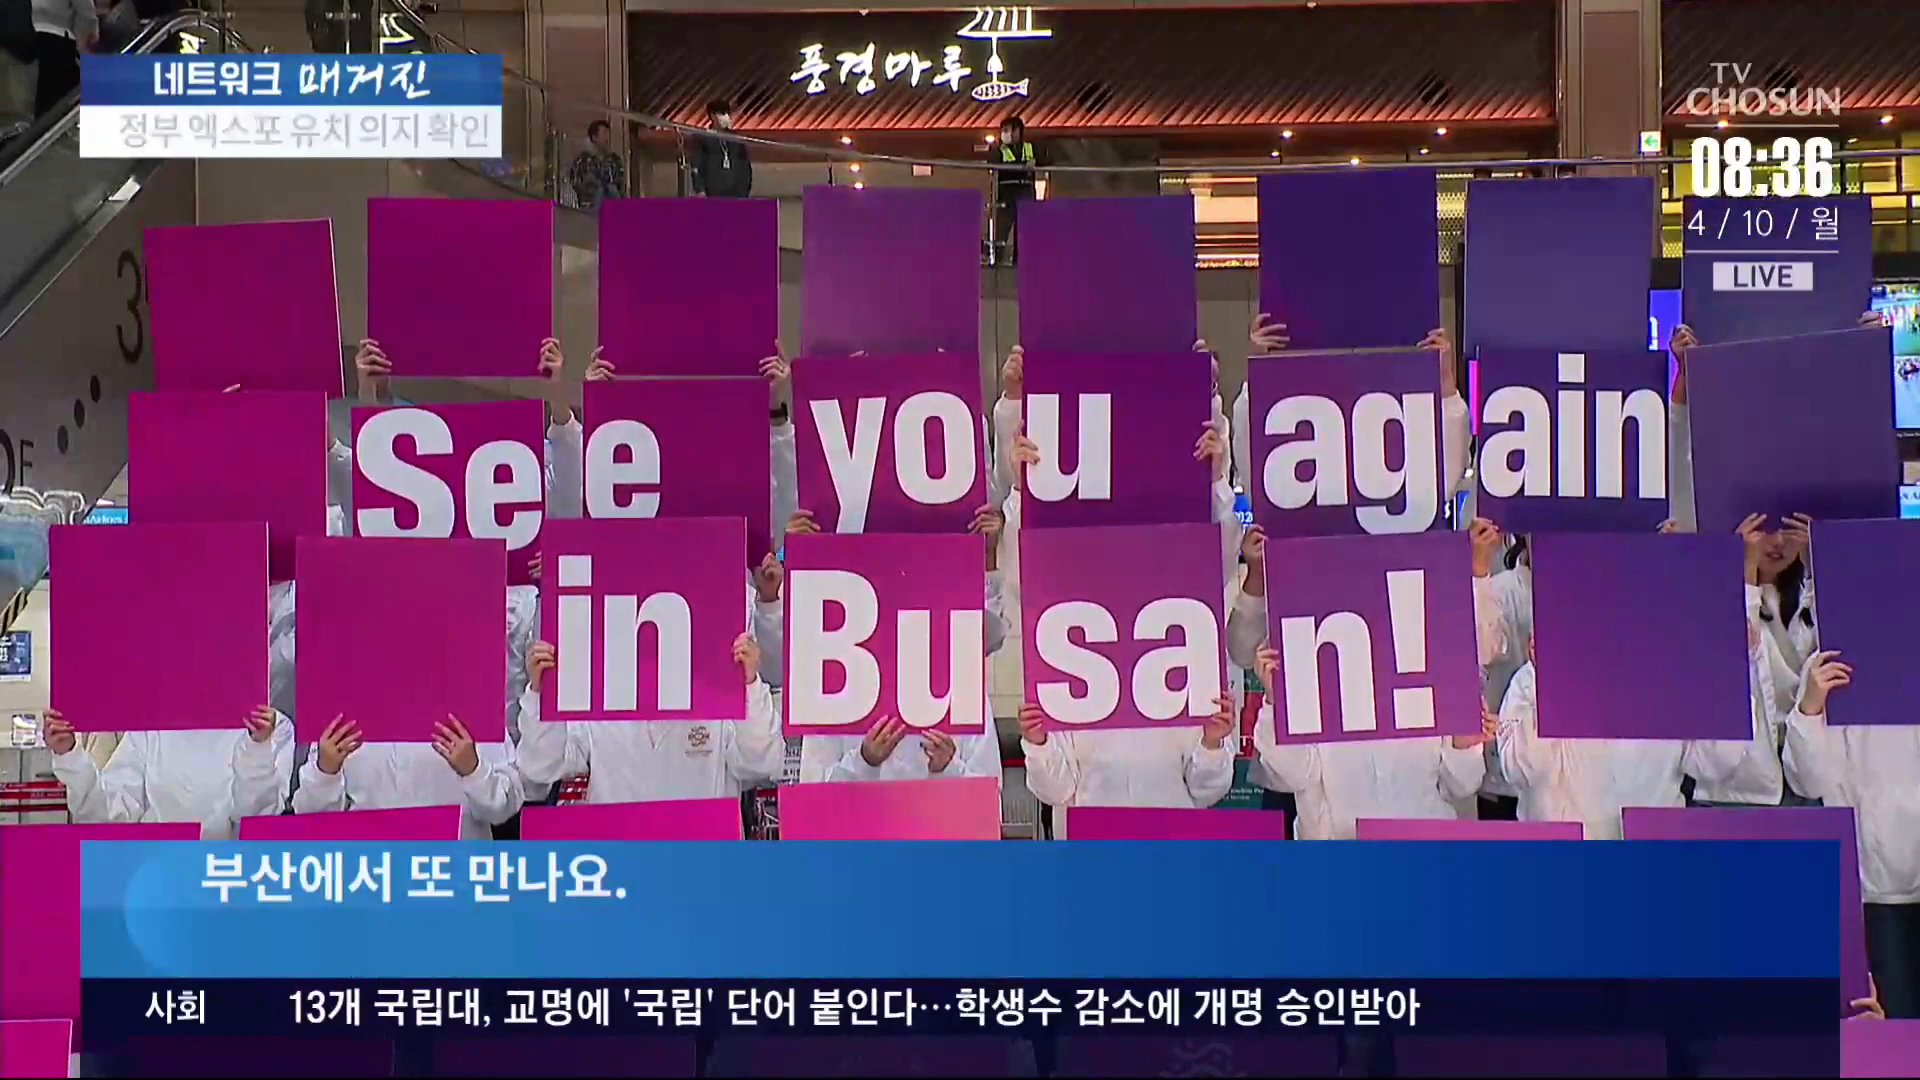 네트워크 매거진
정부 엑스포 유치 의지 확인
풍경마루
TV
CHOSUN
08:36
4 / 10 / 월
LIVE
See you again
in Busan!
부산에서 또 만나요.
사회 13개 국립대, 교명에 '국립' 단어 붙인다…학생수 감소에 개명 승인받아